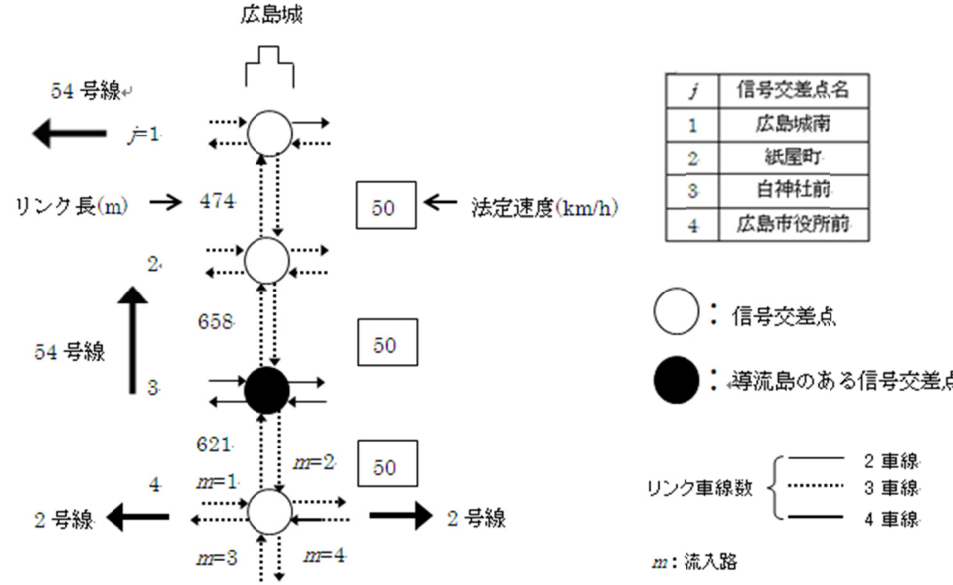 広島城
54 号線
j=1
リンク長(m)
474
50
法定速度(km/h)
2
658
50
54 号線
3
621
m=1
m=2
50
4
2 号線
2 号線
m=3
m=4
j 信号交差点名
1 広島城南
2 紙屋町
3 白神社前
4 広島市役所前
：信号交差点
：導流島のある信号交差点
リンク車線数
2 車線
3 車線
4 車線
m：流入路